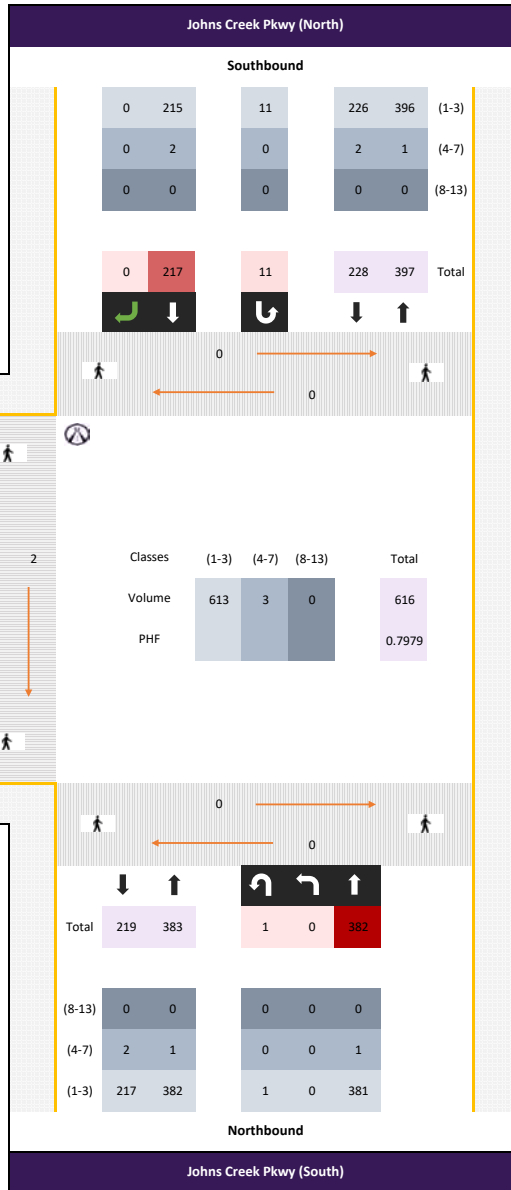 Johns Creek Pkwy (North)
Southbound
0 215 11 226 396 (1-3)
0 2 0 2 1 (4-7)
0 0 0 0 0 (8-13)
0 217 11 228 397 Total
0
0
2
Classes (1-3) (4-7) (8-13) Total
Volume 613 3 0 616
PHF 0.7979
0
0
Total 219 383 1 0 382
(8-13) 0 0 0 0 0
(4-7) 2 1 0 0 1
(1-3) 217 382 1 0 381
Northbound
Johns Creek Pkwy (South)